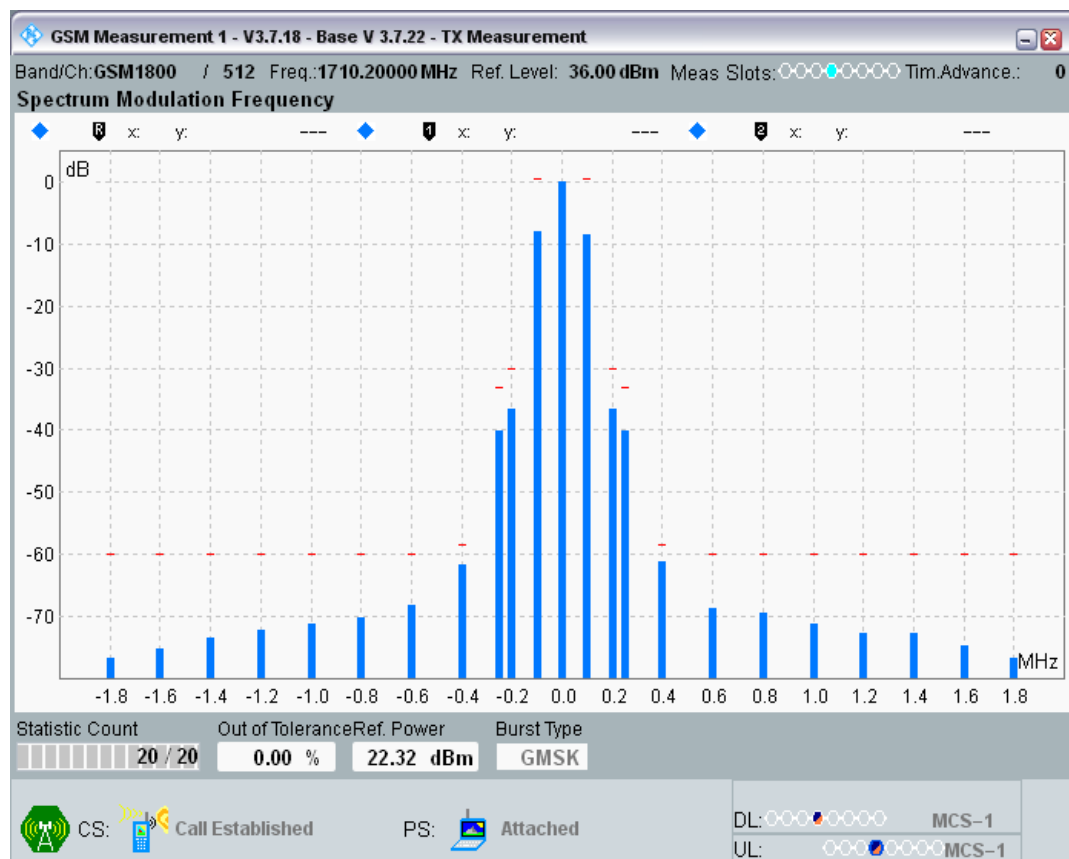 GSM Measurement 1 - V3.7.18 - Base V 3.7.22 - TX Measurement
Band/Ch:GSM1800 / 512 Freq.:1710.20000 MHz Ref. Level: 36.00 dBm Meas Slots: Tim.Advance.: 0
Spectrum Modulation Frequency
R x: y: --- 1 x: y: --- 2 x: y: ---
dB
0
-10
-20
-30
-40
-50
-60
-70
MHz
-1.8 -1.6 -1.4 -1.2 -1.0 -0.8 -0.6 -0.4 -0.2 0.0 0.2 0.4 0.6 0.8 1.0 1.2 1.4 1.6 1.8
Statistic Count Out of Tolerance Ref. Power Burst Type
20 / 20 0.00 % 22.32 dBm GMSK
CS: Call Established PS: Attached DL: MCS-1
UL: MCS-1